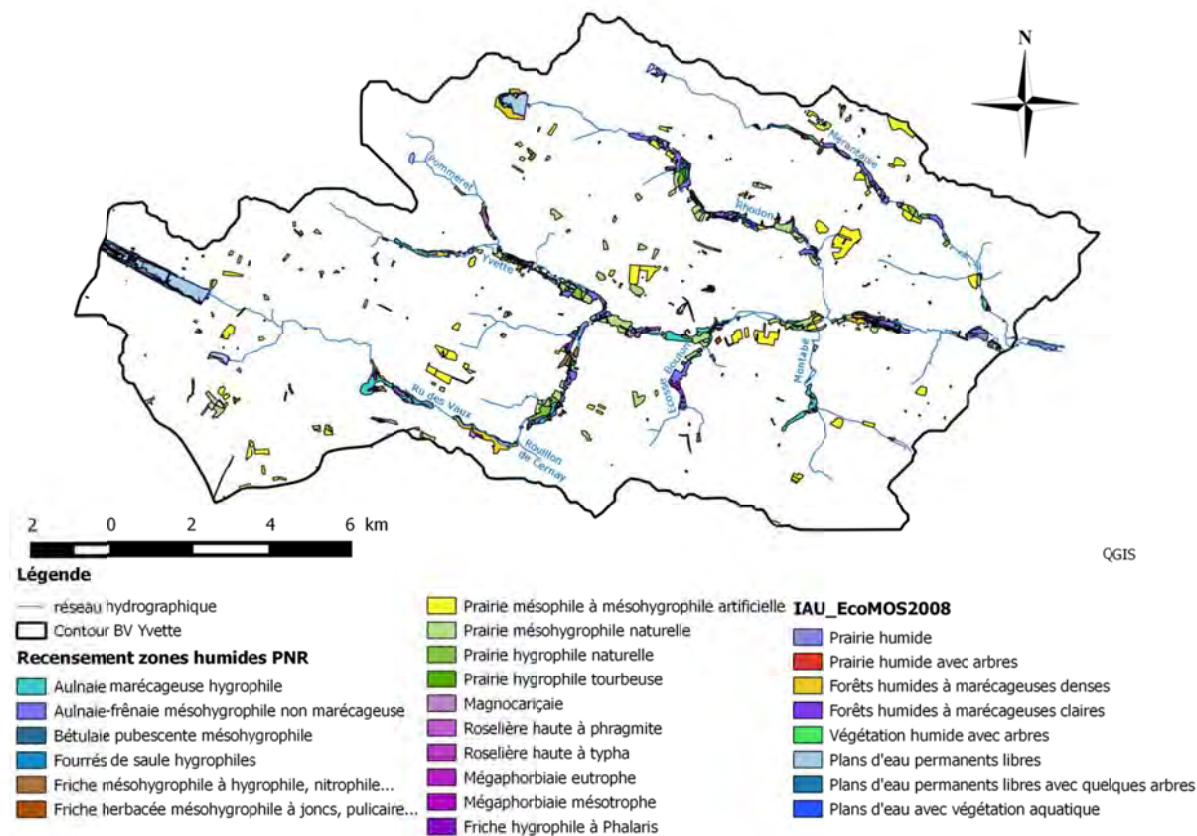 N
Mérantaise
Pommeret
Rhodon
Yvette
Ru des Vaux
Rouillon
de Cernay
Ecosse Bouton
Montabé
2 0 2 4 6 km
QGIS
Légende
réseau hydrographique
Contour BV Yvette
Recensement zones humides PNR
Aulnaie marécageuse hygrophile
Aulnaie-frênaie mésohygrophile non marécageuse
Bétulaie pubescente mésohygrophile
Fourrés de saule hygrophiles
Friche mésohygrophile à hygrophile, nitrophile...
Friche herbacée mésohygrophile à joncs, pulicaire...
Prairie mésophile à mésohygrophile artificielle
Prairie mésohygrophile naturelle
Prairie hygrophile naturelle
Prairie hygrophile tourbeuse
Magnocariçaie
Roselière haute à phragmite
Roselière haute à typha
Mégaphorbiaie eutrophe
Mégaphorbiaie mésotrophe
Friche hygrophile à Phalaris
IAU_EcoMOS2008
Prairie humide
Prairie humide avec arbres
Forêts humides à marécageuses denses
Forêts humides à marécageuses claires
Végétation humide avec arbres
Plans d'eau permanents libres
Plans d'eau permanents libres avec quelques arbres
Plans d'eau avec végétation aquatique